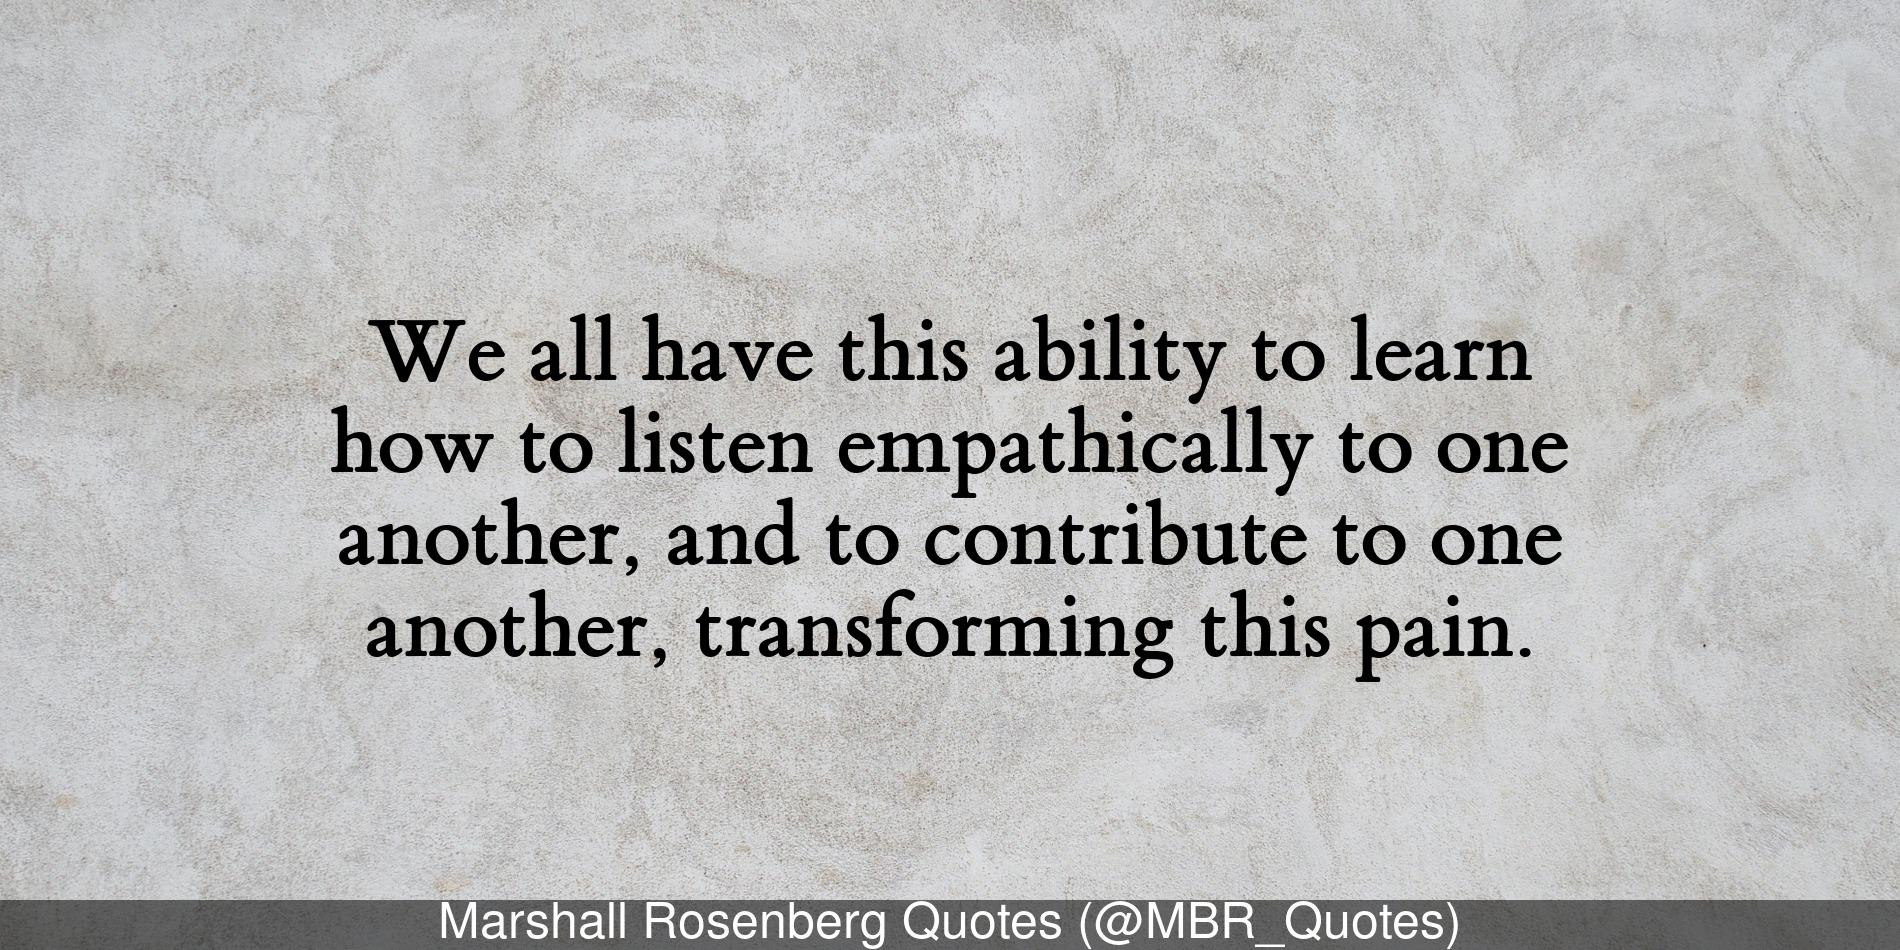 We all have this ability to learn
how to listen empathically to one
another, and to contribute to one
another, transforming this pain.
Marshall Rosenberg Quotes (@MBR_Quotes)